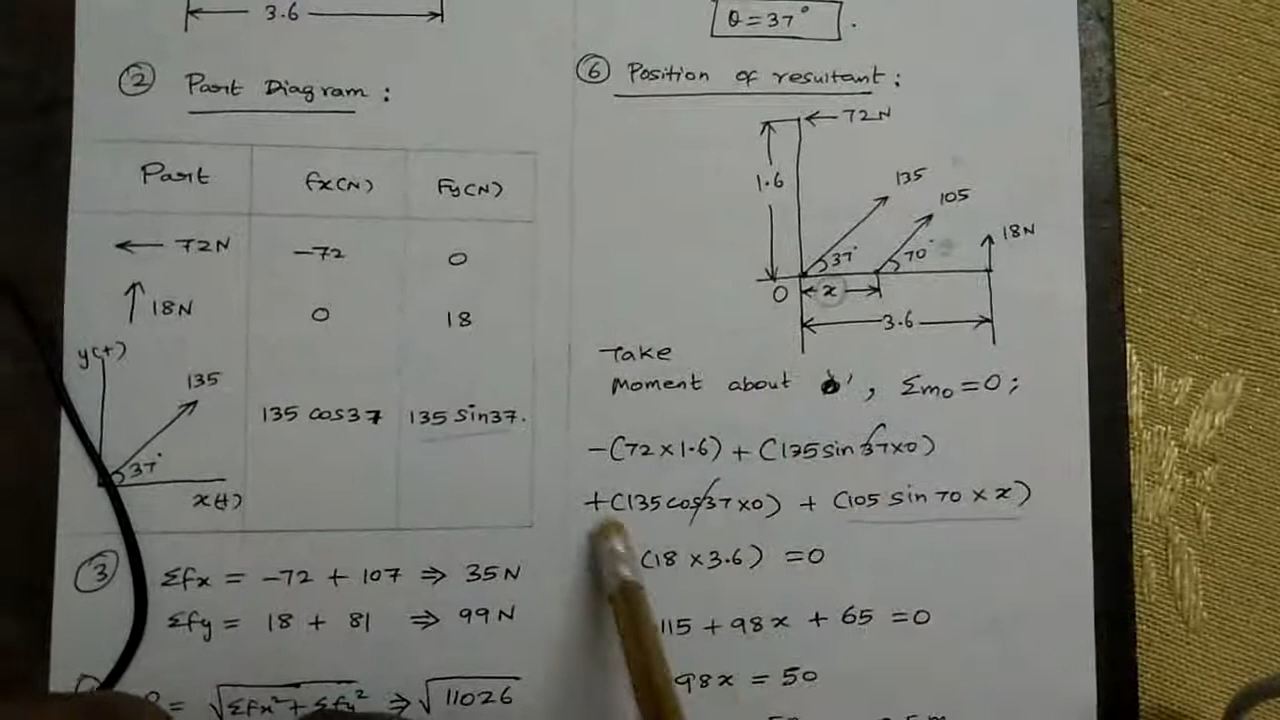 3.6
② Part Diagram :
Part Fx(N) Fy(N)
← 72N -72 0
↑ 18N 0 18
y(+)
135
37°
x(+)
135 cos37 135 sin37.
③ Σfx = -72 + 107 ⇒ 35N
Σfy = 18 + 81 ⇒ 99N
= √Σfx²+Σfy² ⇒ √11026
θ = 37° .
⑥ Position of resultant :
← 72N
1.6
135
105
18N
37°
70°
0
x
3.6
Take
Moment about 'o', Σmo = 0 ;
-(72 × 1.6) + (135 sin 37 × 0)
+(135 cos 37 × 0) + (105 sin 70 × x)
(18 × 3.6) = 0
115 + 98x + 65 = 0
98x = 50